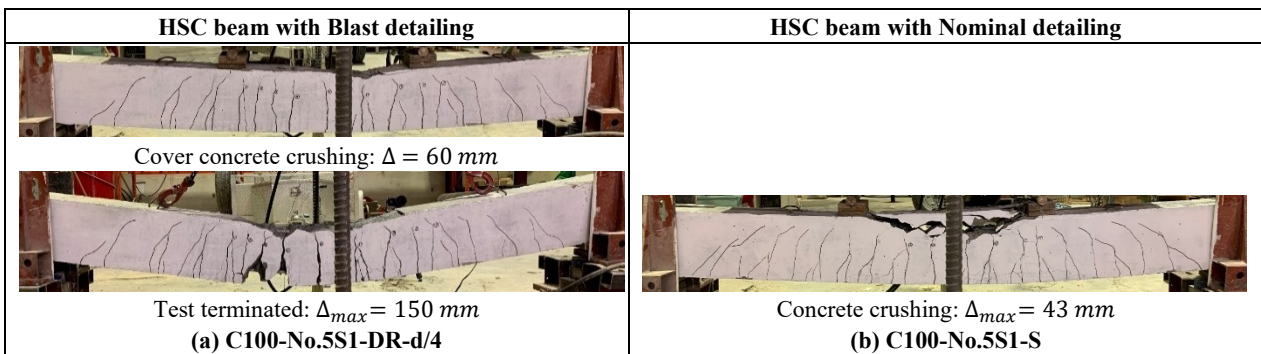 HSC beam with Blast detailing
HSC beam with Nominal detailing
Cover concrete crushing: Δ = 60 mm
Test terminated: Δmax= 150 mm
(a) C100-No.5S1-DR-d/4
Concrete crushing: Δmax= 43 mm
(b) C100-No.5S1-S